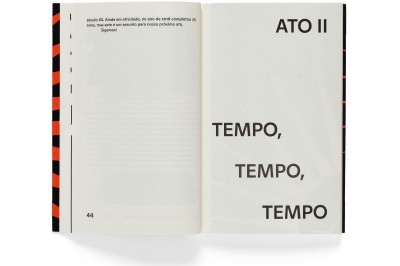 século XX. Ainda em atividade, no ano de 2018 completou 25
anos, mas este é um assunto para nosso próximo ato.
Sigamos!
44
ATO II
TEMPO,
TEMPO,
TEMPO